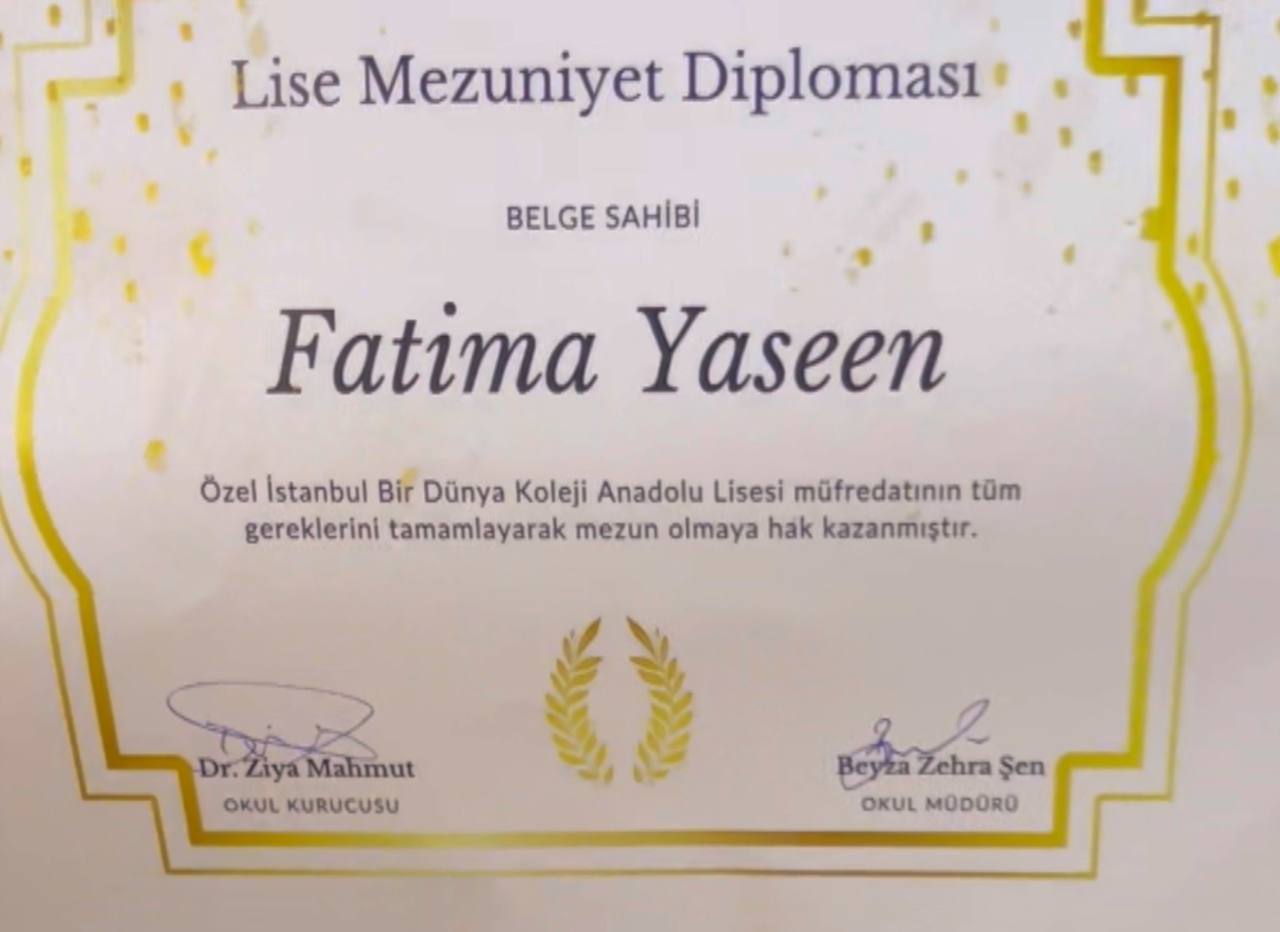 Lise Mezuniyet Diploması
BELGE SAHİBİ
Fatima Yaseen
Özel İstanbul Bir Dünya Koleji Anadolu Lisesi müfredatının tüm
gereklerini tamamlayarak mezun olmaya hak kazanmıştır.
Dr. Ziya Mahmut
OKUL KURUCUSU
Beyza Zehra Şen
OKUL MÜDÜRÜ